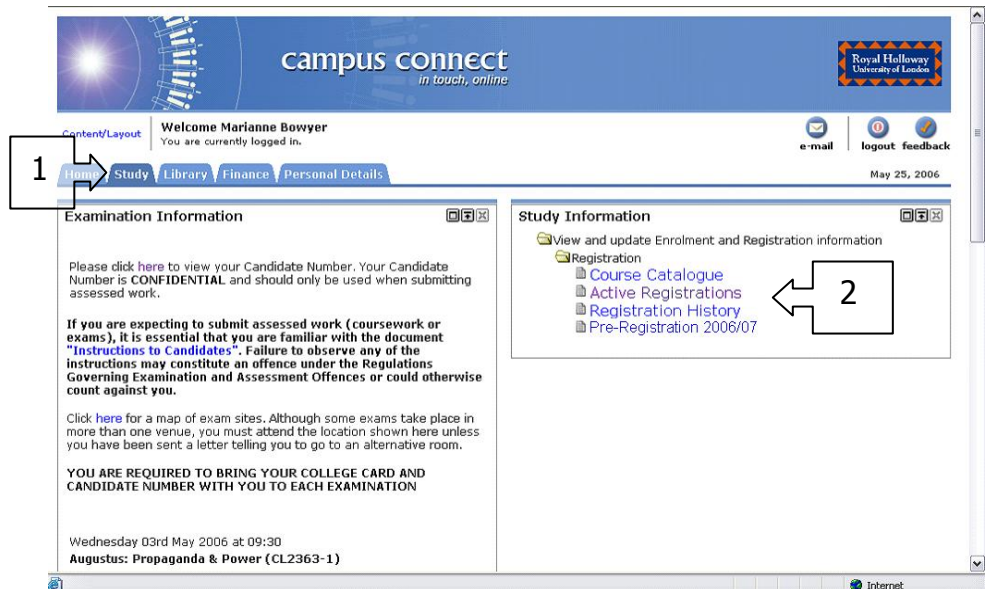 campus connect
in touch, online
Royal Holloway
University of London
Content/Layout
Welcome Marianne Bowyer
You are currently logged in.
e-mail
logout
feedback
1
Home
Study
Library
Finance
Personal Details
May 25, 2006
Examination Information
Please click here to view your Candidate Number. Your Candidate
Number is CONFIDENTIAL and should only be used when submitting
assessed work.
If you are expecting to submit assessed work (coursework or
exams), it is essential that you are familiar with the document
"Instructions to Candidates". Failure to observe any of the
instructions may constitute an offence under the Regulations
Governing Examination and Assessment Offences or could otherwise
count against you.
Click here for a map of exam sites. Although some exams take place in
more than one venue, you must attend the location shown here unless
you have been sent a letter telling you to go to an alternative room.
YOU ARE REQUIRED TO BRING YOUR COLLEGE CARD AND
CANDIDATE NUMBER WITH YOU TO EACH EXAMINATION
Wednesday 03rd May 2006 at 09:30
Augustus: Propaganda & Power (CL2363-1)
Study Information
View and update Enrolment and Registration information
Registration
Course Catalogue
Active Registrations
Registration History
Pre-Registration 2006/07
2
Internet